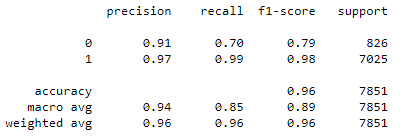 precision recall f1-score support
0 0.91 0.70 0.79 826
1 0.97 0.99 0.98 7025
accuracy 0.96 7851
macro avg 0.94 0.85 0.89 7851
weighted avg 0.96 0.96 0.96 7851